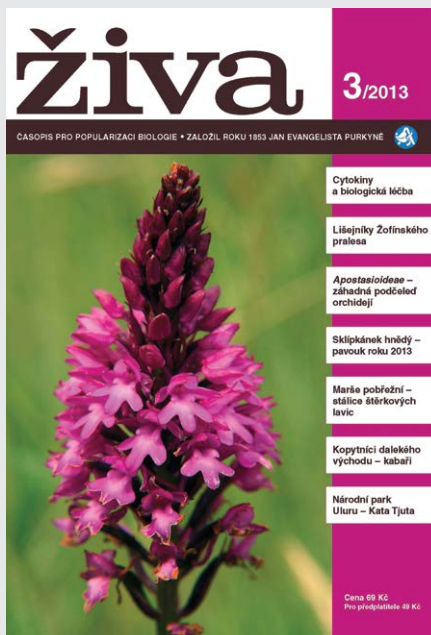 živa
3/2013
ČASOPIS PRO POPULARIZACI BIOLOGIE • ZALOŽIL ROKU 1853 JAN EVANGELISTA PURKYNĚ
Cytokiny
a biologická léčba
Lišejníky Žofínského
pralesa
Apostasioideae –
záhadná podčeleď
orchidejí
Sklípkánek hnědý –
pavouk roku 2013
Marše pobřežní –
stálice štěrkových
lavic
Kopytníci dalekého
východu – kabaři
Národní park
Uluru – Kata Tjuta
Cena 69 Kč
Pro předplatitele 49 Kč